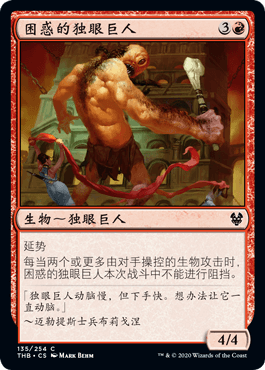 困惑的独眼巨人 3
生物～独眼巨人
延势
每当两个或更多由对手操控的生物攻击时，
困惑的独眼巨人本次战斗中不能进行阻挡。
「独眼巨人动脑慢，但下手快。想办法让它一
直动脑。」
～迈勒提斯士兵布莉戈涅
4/4
135/254 C
THB • CS MARK BEHM
™ & © 2020 Wizards of the Coast